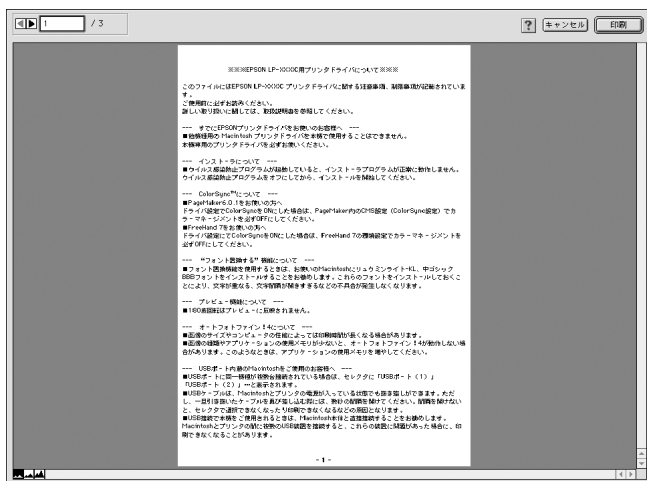 1 / 3
? キャンセル 印刷
※※※EPSON LP-XXXXC用プリンタドライバについて※※※
このファイルにはEPSON LP-XXXXC プリンタドライバに関する注意事項、制限事項が記載されていま
す。
ご使用前に必ずお読みください。
詳しい取り扱いに関しては、取扱説明書を参照してください。
--- すでにEPSONプリンタドライバをお使いのお客様へ ---
■他機種用の Macintosh プリンタドライバを本機で使用することはできません。
本機専用のプリンタドライバを必ずお使いください。
--- インストーラについて ---
■ウイルス感染防止プログラムが起動していると、インストーラプログラムが正常に動作しません。
ウイルス感染防止プログラムをオフにしてから、インストールを開始してください。
--- ColorSync™について ---
■PageMaker6.0.1をお使いの方へ
ドライバ設定でColorSyncをONにした場合は、PageMaker内のCMS設定（ColorSync設定）でカ
ラーマネージメントを必ずOFFにしてください。
■FreeHand 7をお使いの方へ
ドライバ設定にてColorSyncをONにした場合は、FreeHand 7の環境設定でカラーマネージメントを
必ずOFFにしてください。
--- “フォント置換する” 機能について ---
■フォント置換機能を使用するときは、お使いのMacintoshにリュウミンライト-KL、中ゴシック
BBBフォントをインストールすることをお勧めします。これらのフォントをインストールしておくこ
とにより、文字が重なる、文字間隔が開きすぎるなどの不具合が発生しなくなります。
--- プレビュー機能について ---
■180度回転はプレビューに反映されません。
--- オートフォトファイン!4について ---
■画像のサイズやコンピュータの性能によっては印刷時間が長くなる場合があります。
■画像の種類やアプリケーションの使用メモリが少ないと、オートフォトファイン!4が動作しない場
合があります。このようなときは、アプリケーションの使用メモリを増やしてください。
--- USBポート内蔵のMacintoshをご使用のお客様へ ---
■USBポートに同一機種が複数台接続されている場合は、セレクタに「USBポート（1）」
「USBポート（2）」…と表示されます。
■USBケーブルは、Macintoshとプリンタの電源が入っている状態でも抜き差しができます。ただ
し、一旦引き抜いたケーブルを再び差し込む際には、数秒の間隔を開けてください。間隔を開けない
と、セレクタで選択できなくなったり印刷できなくなるなどの原因となります。
■USB接続で本機をご使用されるときは、Macintosh本体と直接接続することをお勧めします。
Macintoshとプリンタの間に複数のUSB装置を接続すると、これらの装置に問題があった場合に、印
刷できなくなることがあります。
- 1 -